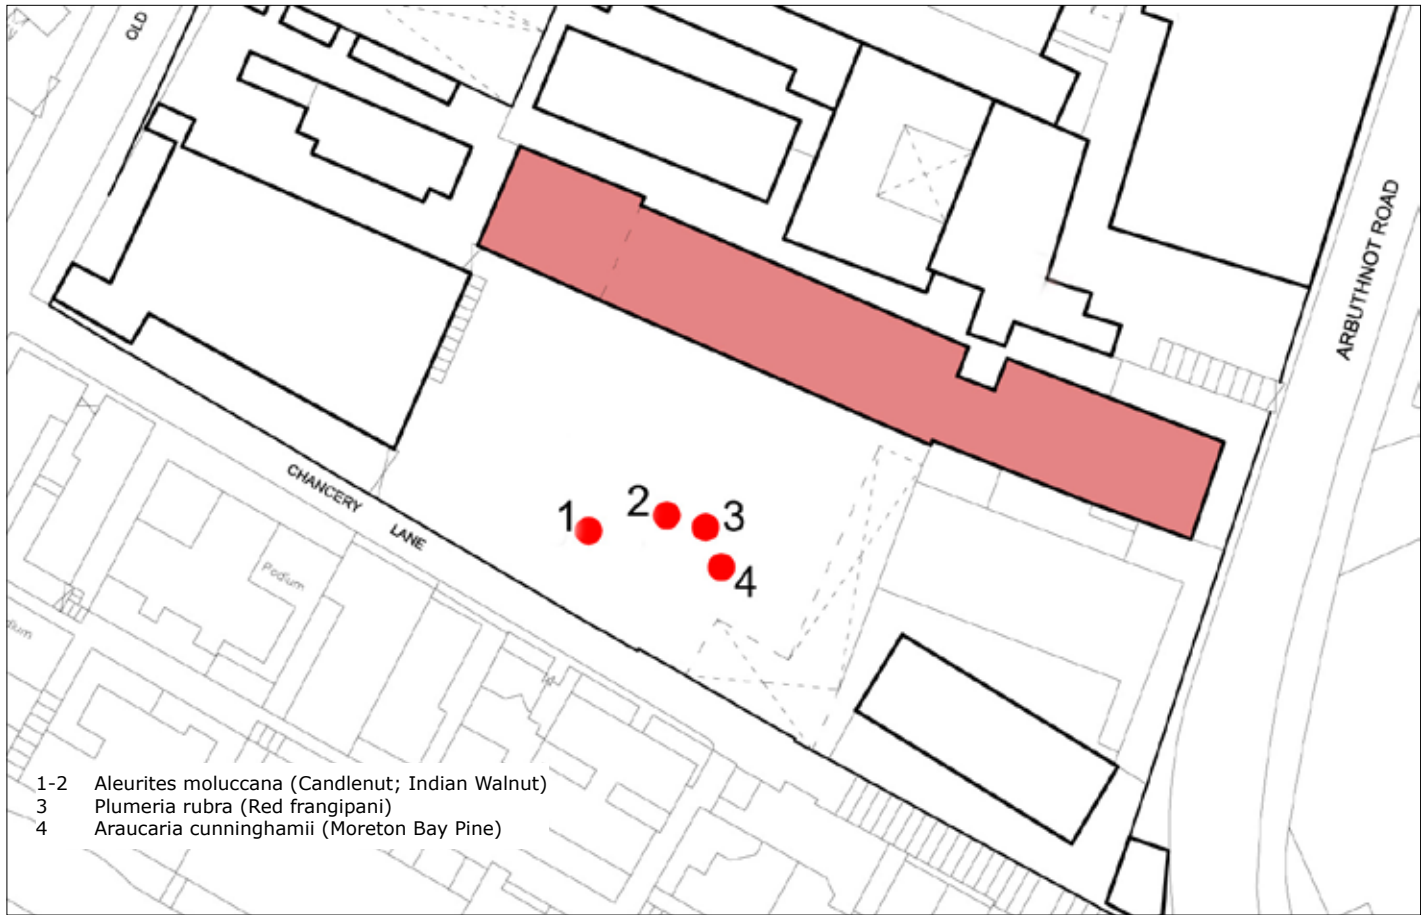 OLD
ARBUTHNOT ROAD
CHANCERY LANE
1
2
3
4
Podium
1-2 Aleurites moluccana (Candlenut; Indian Walnut)
3 Plumeria rubra (Red frangipani)
4 Araucaria cunninghamii (Moreton Bay Pine)